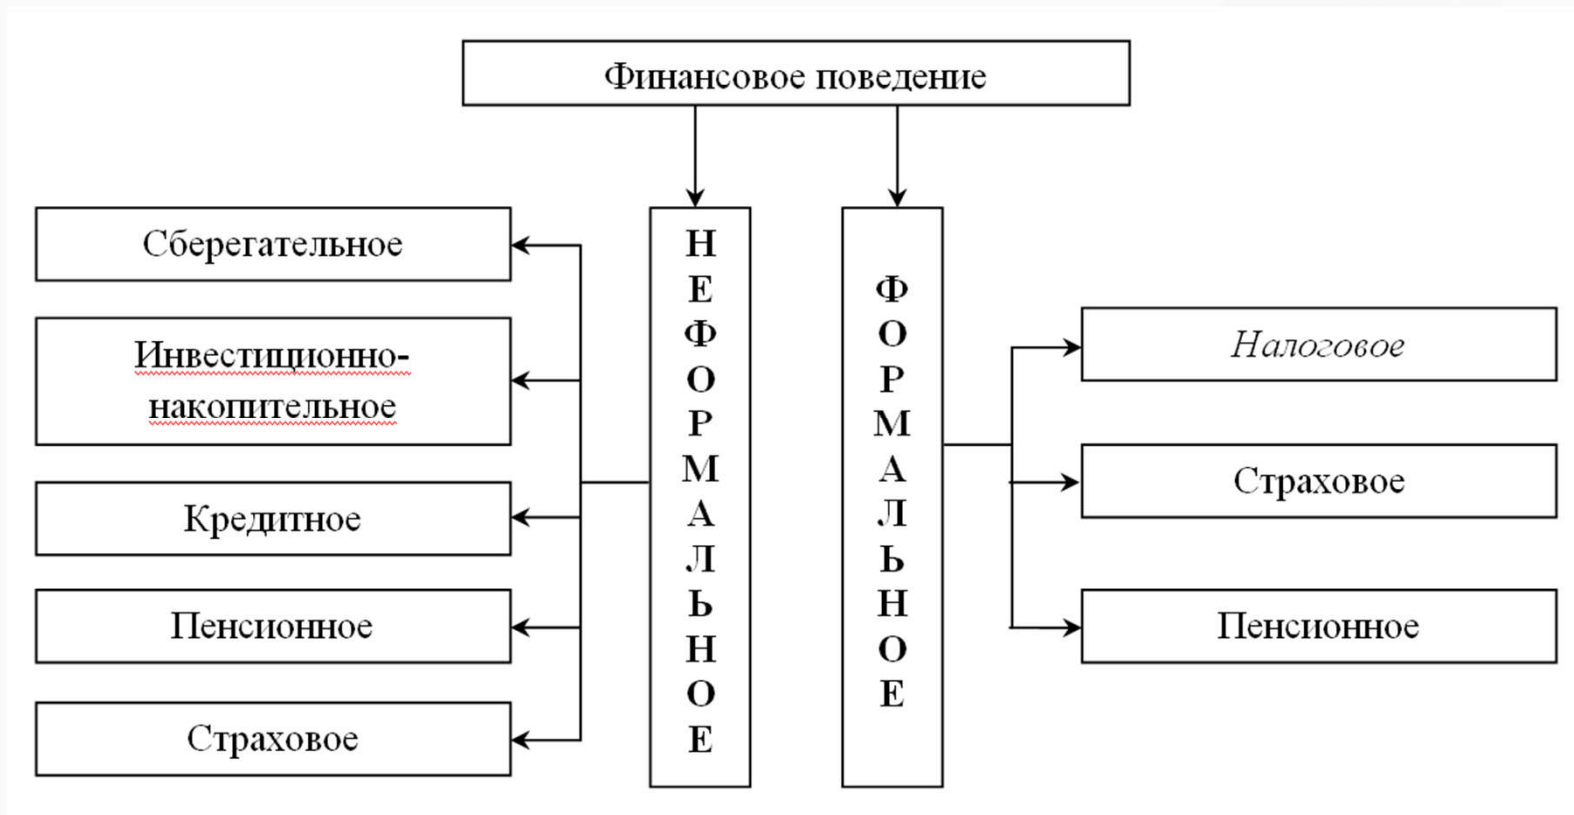 Финансовое поведение
Сберегательное
Инвестиционно-
накопительное
Кредитное
Пенсионное
Страховое
НЕФОРМАЛЬНОЕ
ФОРМАЛЬНОЕ
Налоговое
Страховое
Пенсионное